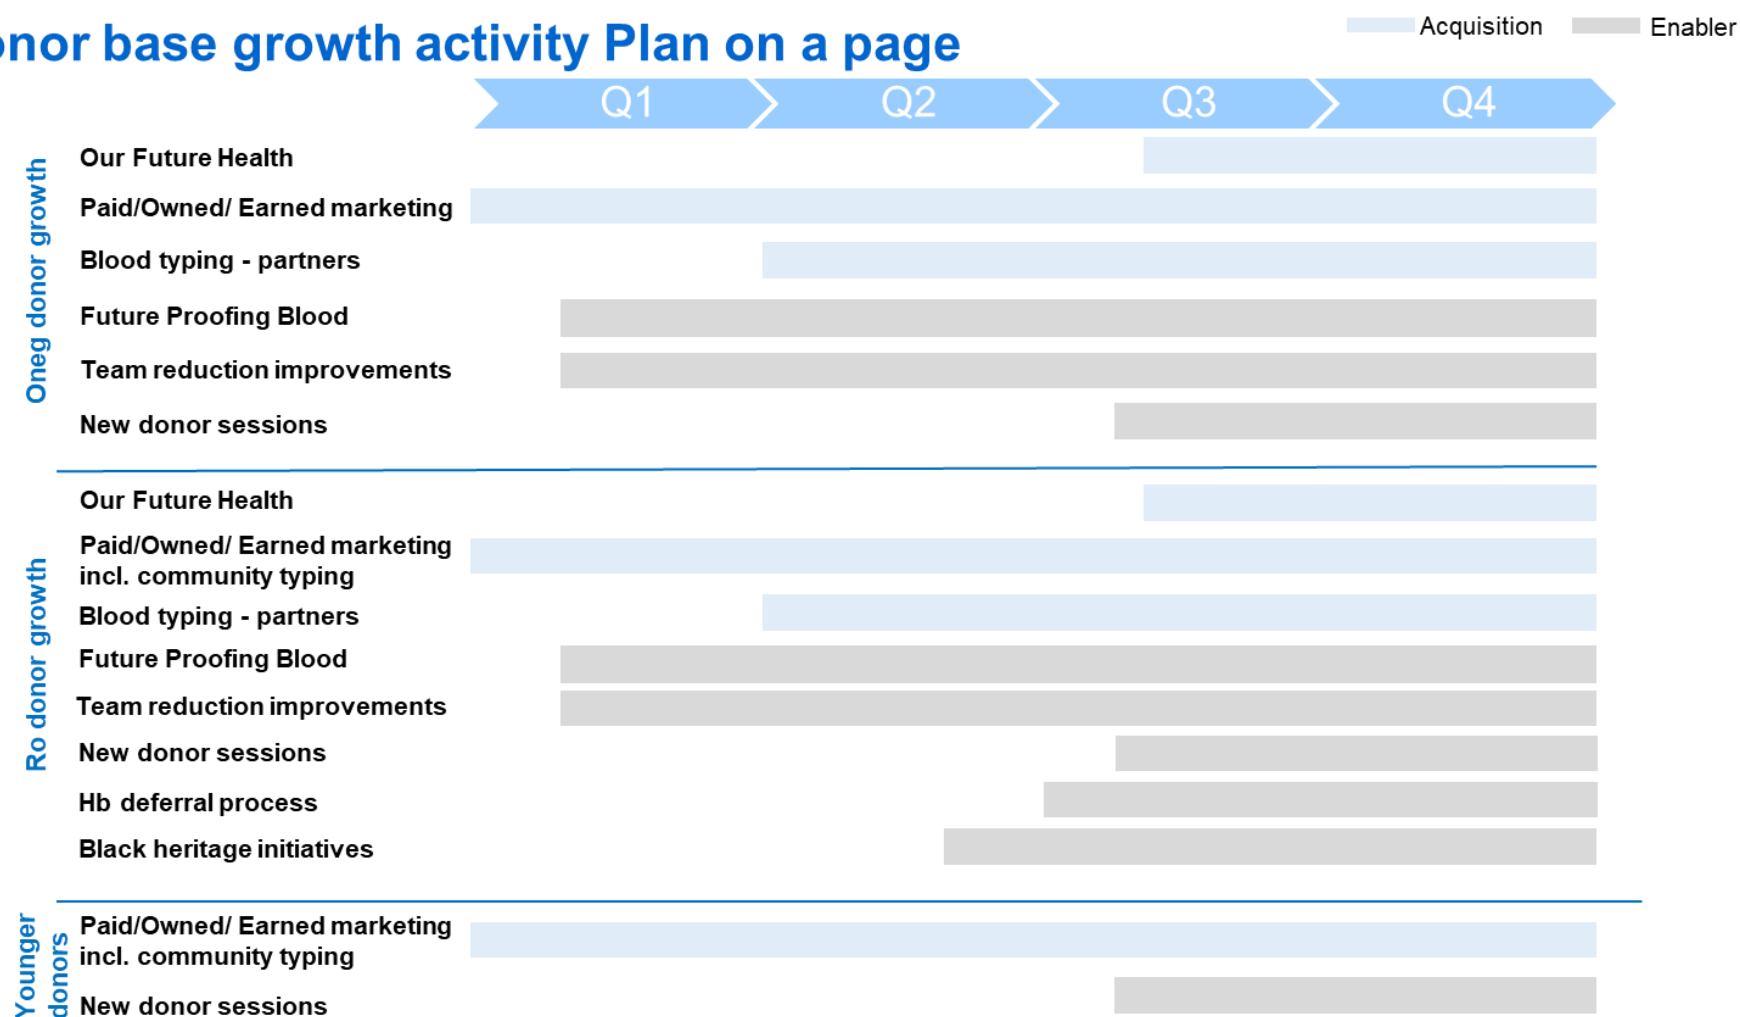 onor base growth activity Plan on a page
Acquisition
Enabler
Q1
Q2
Q3
Q4
Oneg donor growth
Our Future Health
Paid/Owned/ Earned marketing
Blood typing - partners
Future Proofing Blood
Team reduction improvements
New donor sessions
Ro donor growth
Our Future Health
Paid/Owned/ Earned marketing
incl. community typing
Blood typing - partners
Future Proofing Blood
Team reduction improvements
New donor sessions
Hb deferral process
Black heritage initiatives
Younger
donors
Paid/Owned/ Earned marketing
incl. community typing
New donor sessions